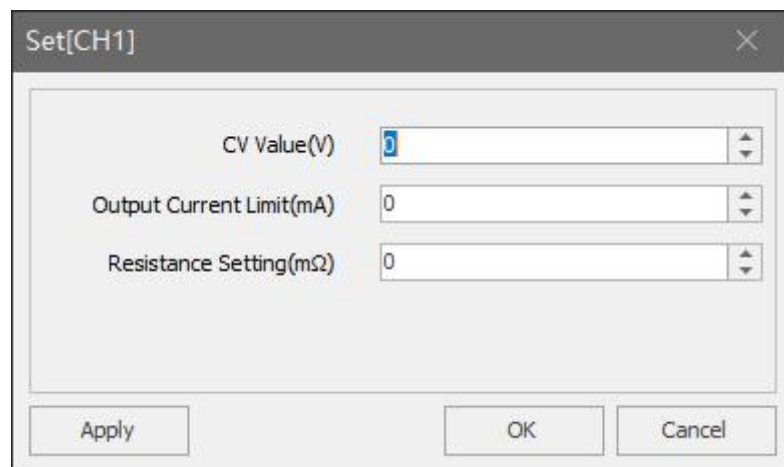 Set[CH1]
CV Value(V) 0
Output Current Limit(mA) 0
Resistance Setting(mΩ) 0
Apply OK Cancel